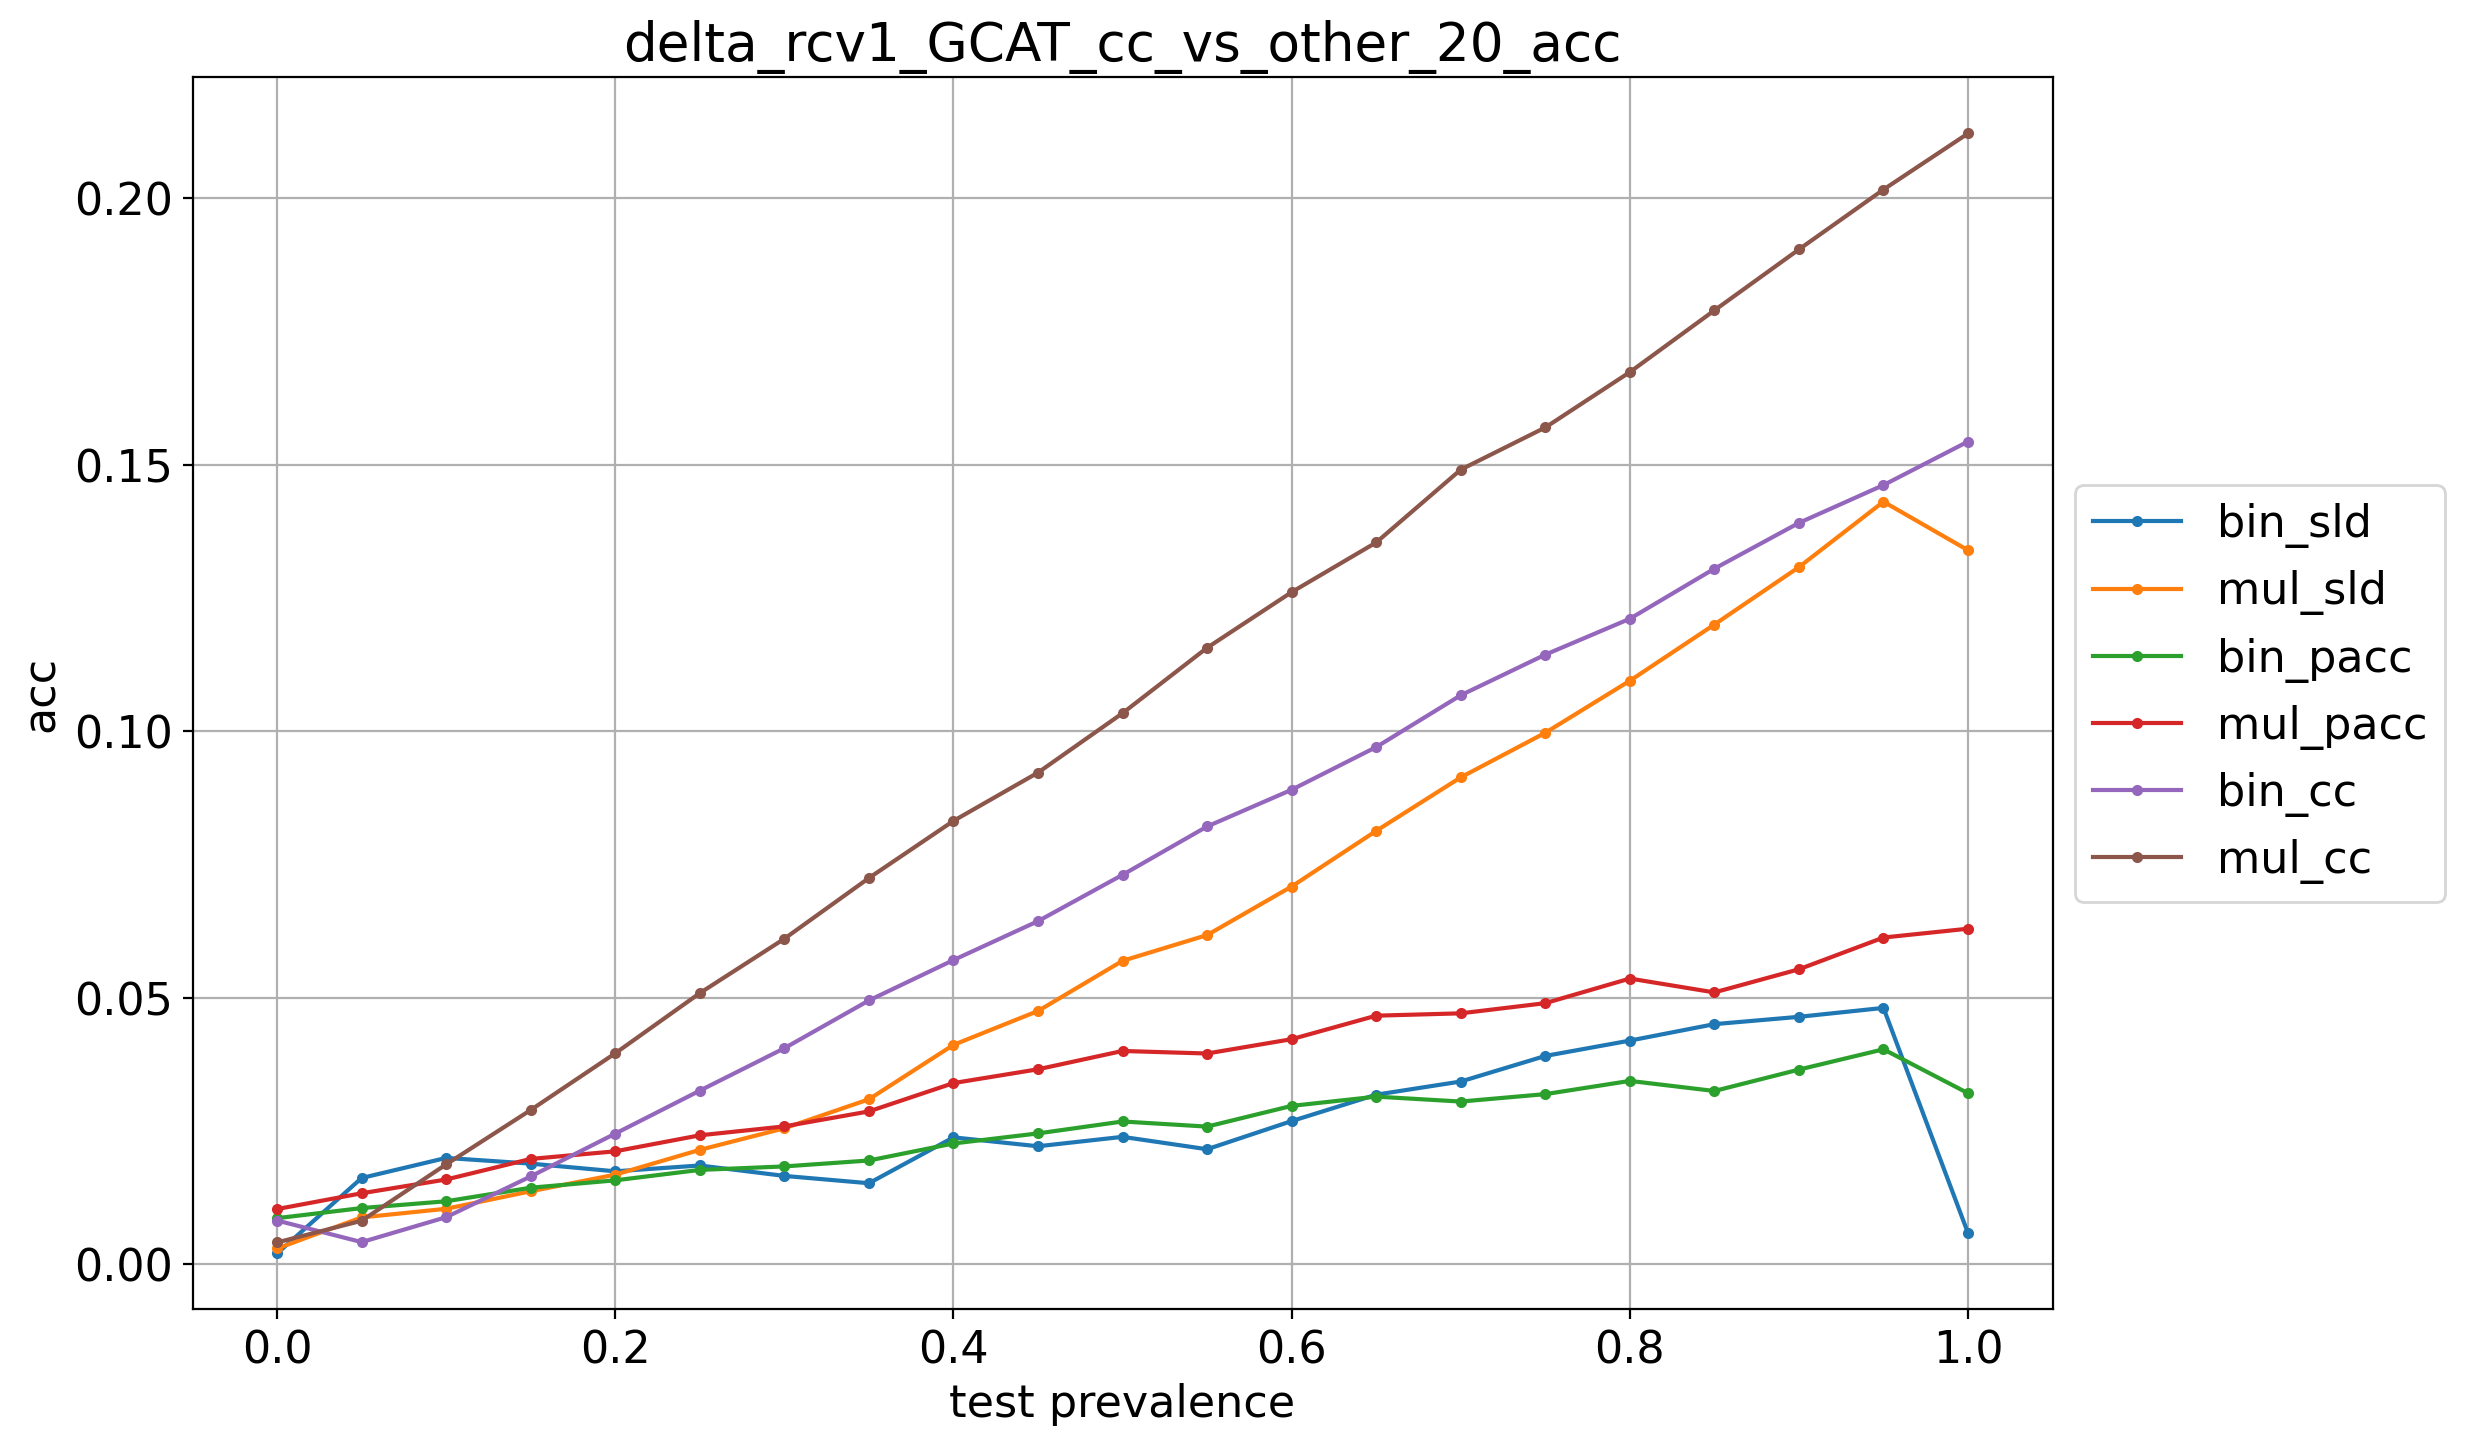 delta_rcv1_GCAT_cc_vs_other_20_acc
0.20
0.15
0.10
0.05
0.00
acc
0.0 0.2 0.4 0.6 0.8 1.0
test prevalence
bin_sld
mul_sld
bin_pacc
mul_pacc
bin_cc
mul_cc